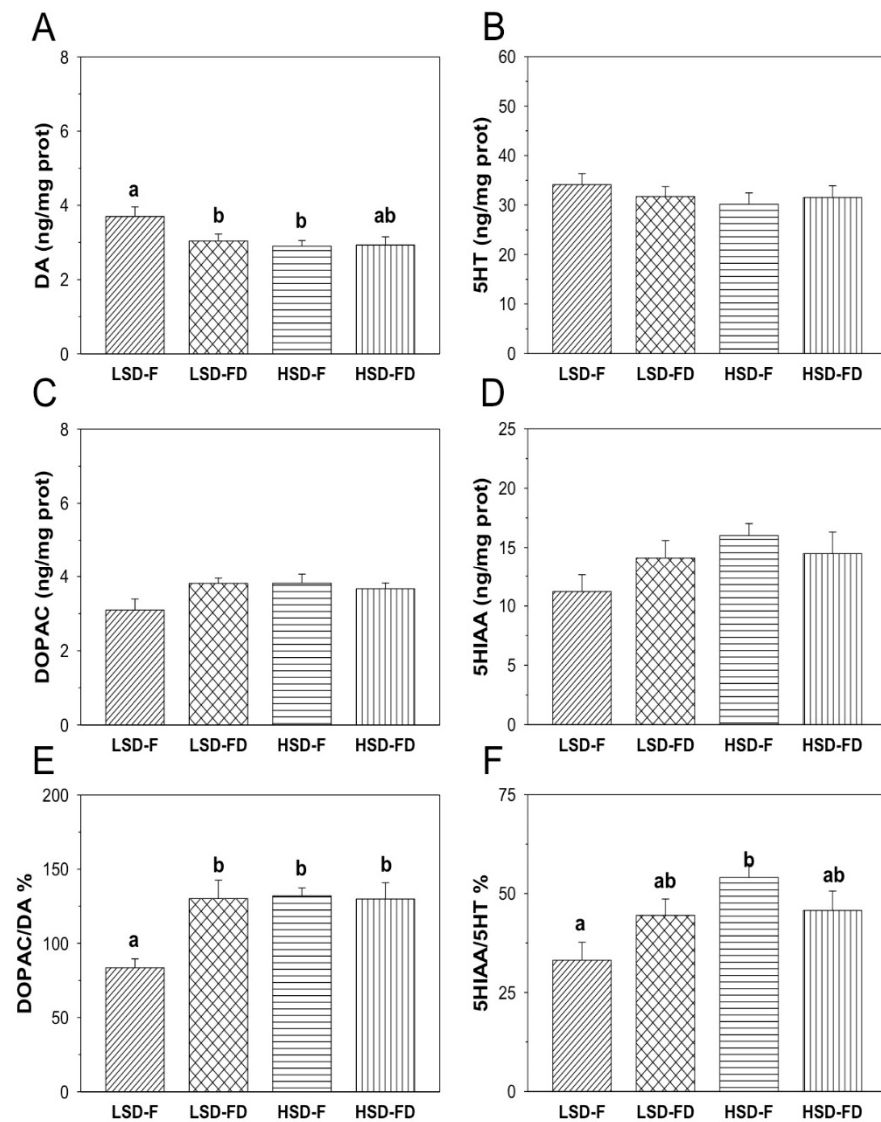 A
DA (ng/mg prot)
8
6
4
2
0
a
b
b
ab
LSD-F LSD-FD HSD-F HSD-FD
B
5HT (ng/mg prot)
60
50
40
30
20
10
0
LSD-F LSD-FD HSD-F HSD-FD
C
DOPAC (ng/mg prot)
8
6
4
2
0
LSD-F LSD-FD HSD-F HSD-FD
D
5HIAA (ng/mg prot)
25
20
15
10
5
0
LSD-F LSD-FD HSD-F HSD-FD
E
DOPAC/DA %
200
150
100
50
0
a
b
b
b
LSD-F LSD-FD HSD-F HSD-FD
F
5HIAA/5HT %
75
50
25
0
a
ab
b
ab
LSD-F LSD-FD HSD-F HSD-FD